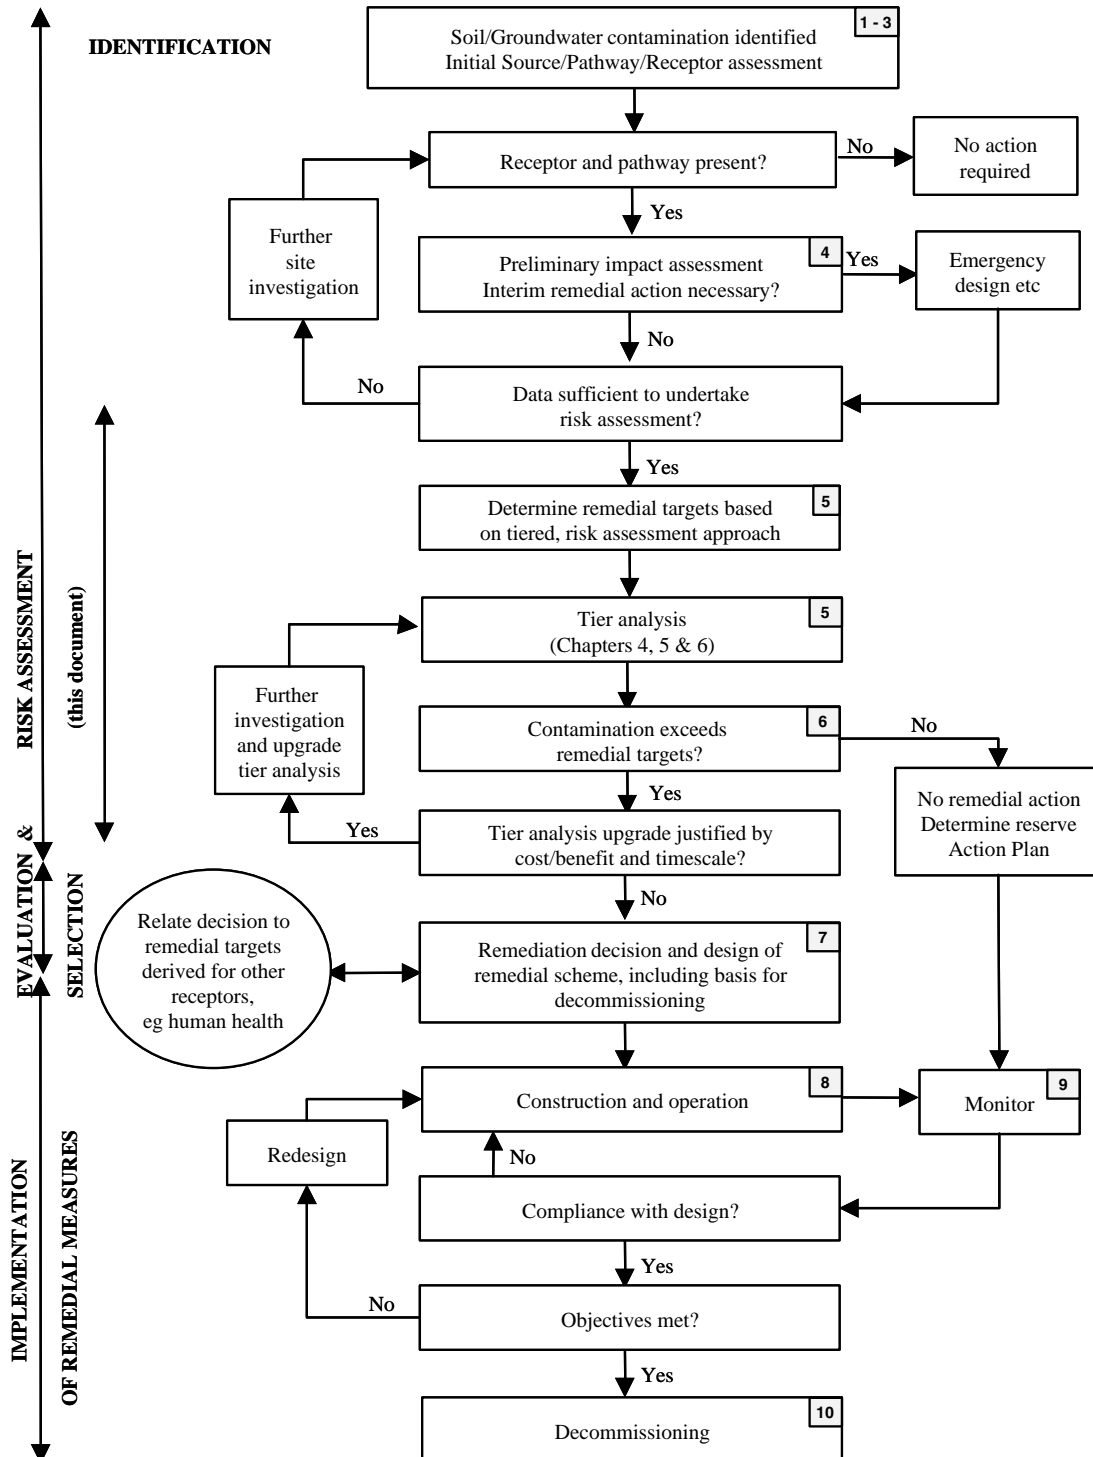 IDENTIFICATION
1 - 3
Soil/Groundwater contamination identified
Initial Source/Pathway/Receptor assessment
Receptor and pathway present?
No
No action
required
Yes
Further
site
investigation
4
Preliminary impact assessment
Interim remedial action necessary?
Yes
Emergency
design etc
No
No
Data sufficient to undertake
risk assessment?
Yes
5
Determine remedial targets based
on tiered, risk assessment approach
RISK ASSESSMENT
(this document)
5
Tier analysis
(Chapters 4, 5 & 6)
Further
investigation
and upgrade
tier analysis
6
Contamination exceeds
remedial targets?
No
Yes
No remedial action
Determine reserve
Action Plan
Yes
Tier analysis upgrade justified by
cost/benefit and timescale?
No
EVALUATION &
SELECTION
Relate decision to
remedial targets
derived for other
receptors,
eg human health
7
Remediation decision and design of
remedial scheme, including basis for
decommissioning
8
Construction and operation
9
Monitor
Redesign
No
Compliance with design?
Yes
IMPLEMENTATION
OF REMEDIAL MEASURES
No
Objectives met?
Yes
10
Decommissioning